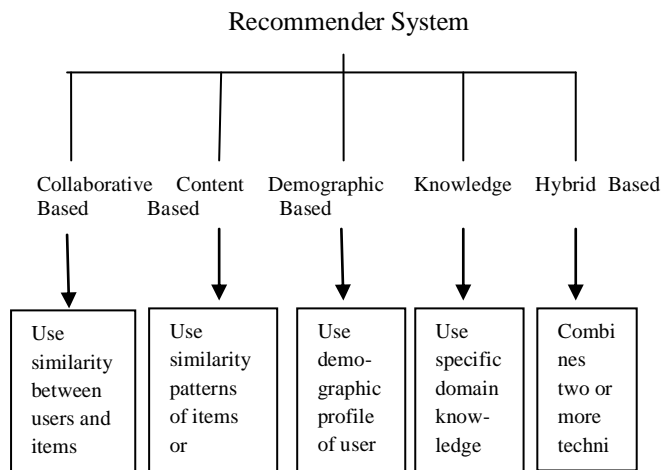 Recommender System
Collaborative Content Demographic Knowledge Hybrid Based
Based Based Based
Use
similarity
between
users and
items
Use
similarity
patterns
of items
or
Use
demo-
graphic
profile
of user
Use
specific
domain
know-
ledge
Combi
nes
two or
more
techni